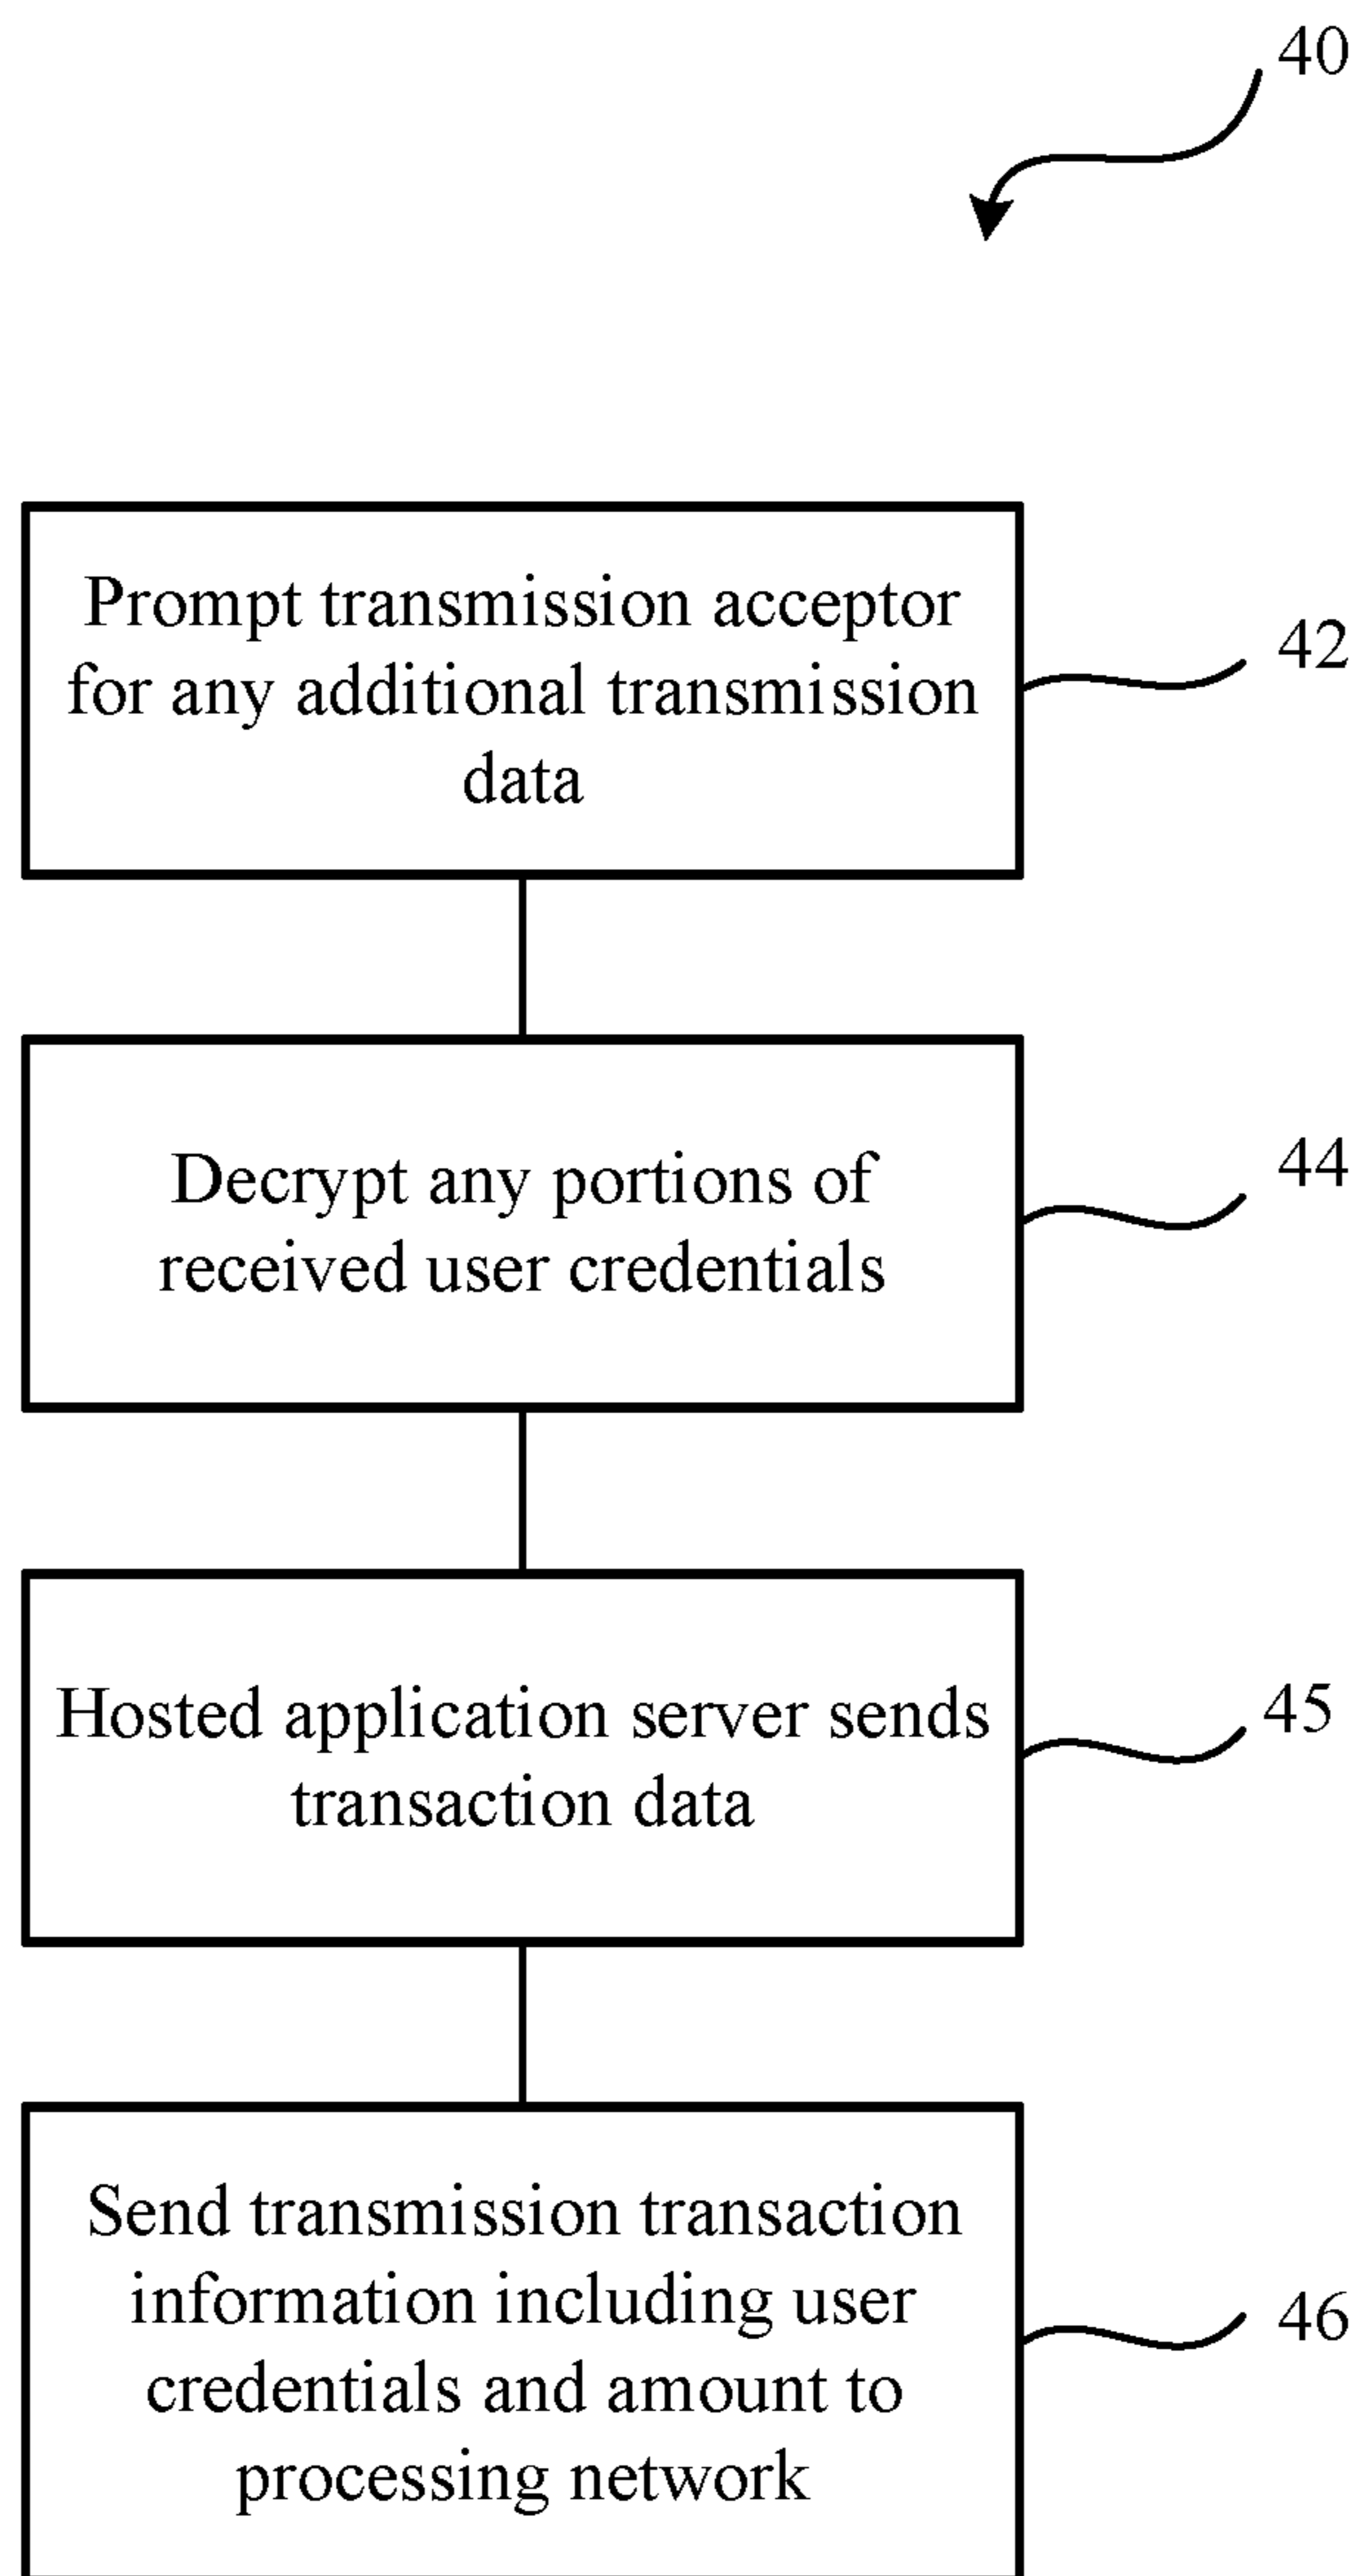 40
Prompt transmission acceptor
for any additional transmission
data
42
Decrypt any portions of
received user credentials
44
Hosted application server sends
transaction data
45
Send transmission transaction
information including user
credentials and amount to
processing network
46